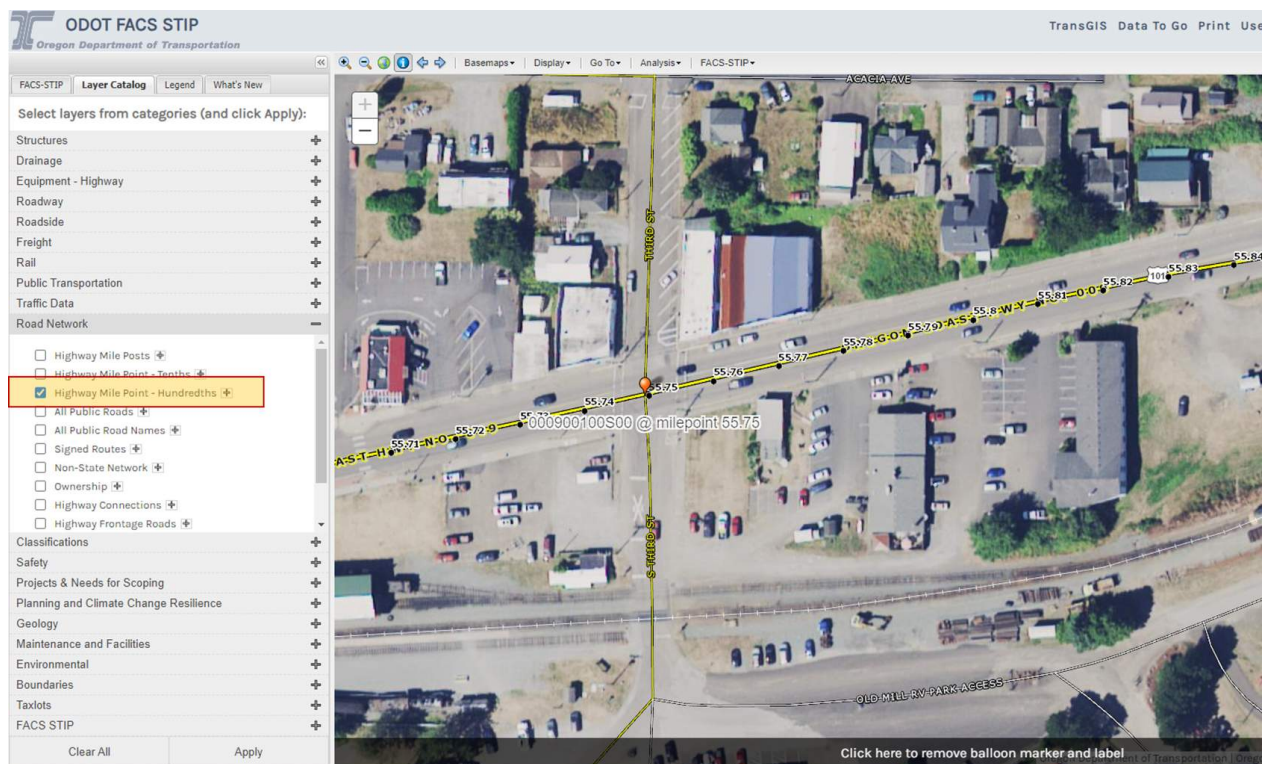 ODOT FACS STIP
Oregon Department of Transportation
TransGIS Data To Go Print Use
Basemaps Display Go To Analysis FACS-STIP
FACS-STIP Layer Catalog Legend What's New
Select layers from categories (and click Apply):
Structures
Drainage
Equipment - Highway
Roadway
Roadside
Freight
Rail
Public Transportation
Traffic Data
Road Network
Highway Mile Posts
Highway Mile Point - Tenths
Highway Mile Point - Hundredths
All Public Roads
All Public Road Names
Signed Routes
Non-State Network
Ownership
Highway Connections
Highway Frontage Roads
Classifications
Safety
Projects & Needs for Scoping
Planning and Climate Change Resilience
Geology
Maintenance and Facilities
Environmental
Boundaries
Taxlots
FACS STIP
Clear All Apply
ACACIA AVE
THIRD ST
55.84
55.83
101
55.82
55.81
55.8
55.79
55.78
55.77
55.76
55.75
55.74
55.72
55.71
000900100S00 @ milepoint 55.75
S THIRD ST
OLD MILL RV PARK ACCESS
Click here to remove balloon marker and label